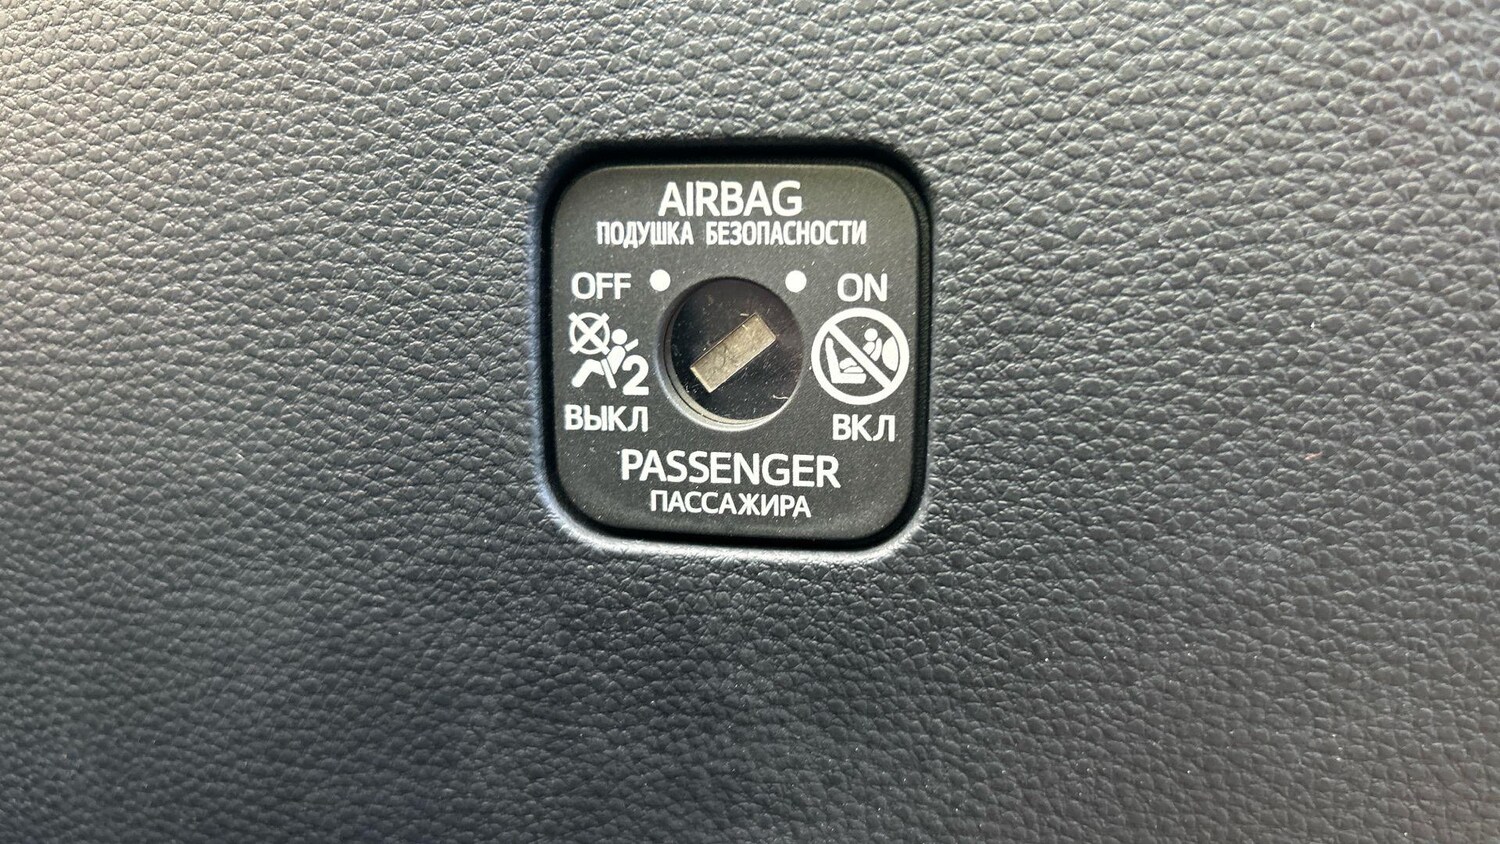 AIRBAG
ПОДУШКА БЕЗОПАСНОСТИ
OFF ON
2
ВЫКЛ ВКЛ
PASSENGER
ПАССАЖИРА